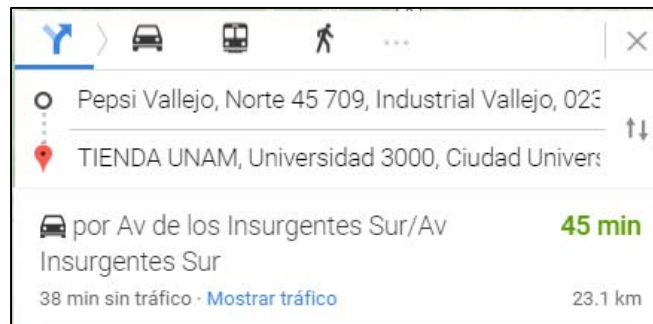 Pepsi Vallejo, Norte 45 709, Industrial Vallejo, 023
TIENDA UNAM, Universidad 3000, Ciudad Univers
por Av de los Insurgentes Sur/Av 45 min
Insurgentes Sur
38 min sin tráfico · Mostrar tráfico 23.1 km